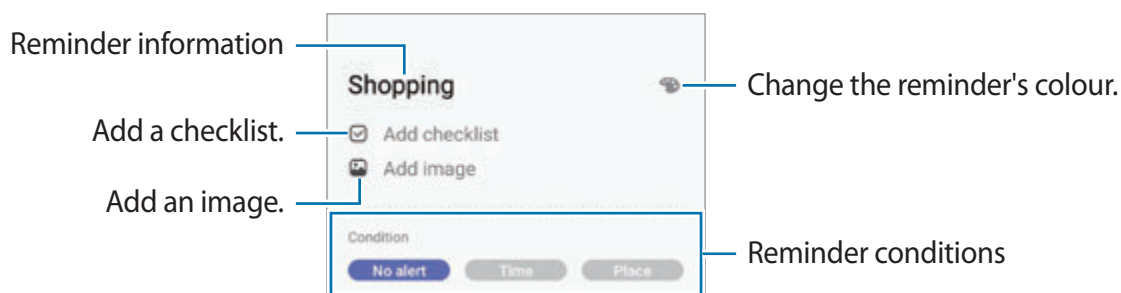 Reminder information
Shopping
Change the reminder's colour.
Add a checklist.
Add checklist
Add image
Add an image.
Condition
Reminder conditions
No alert
Time
Place